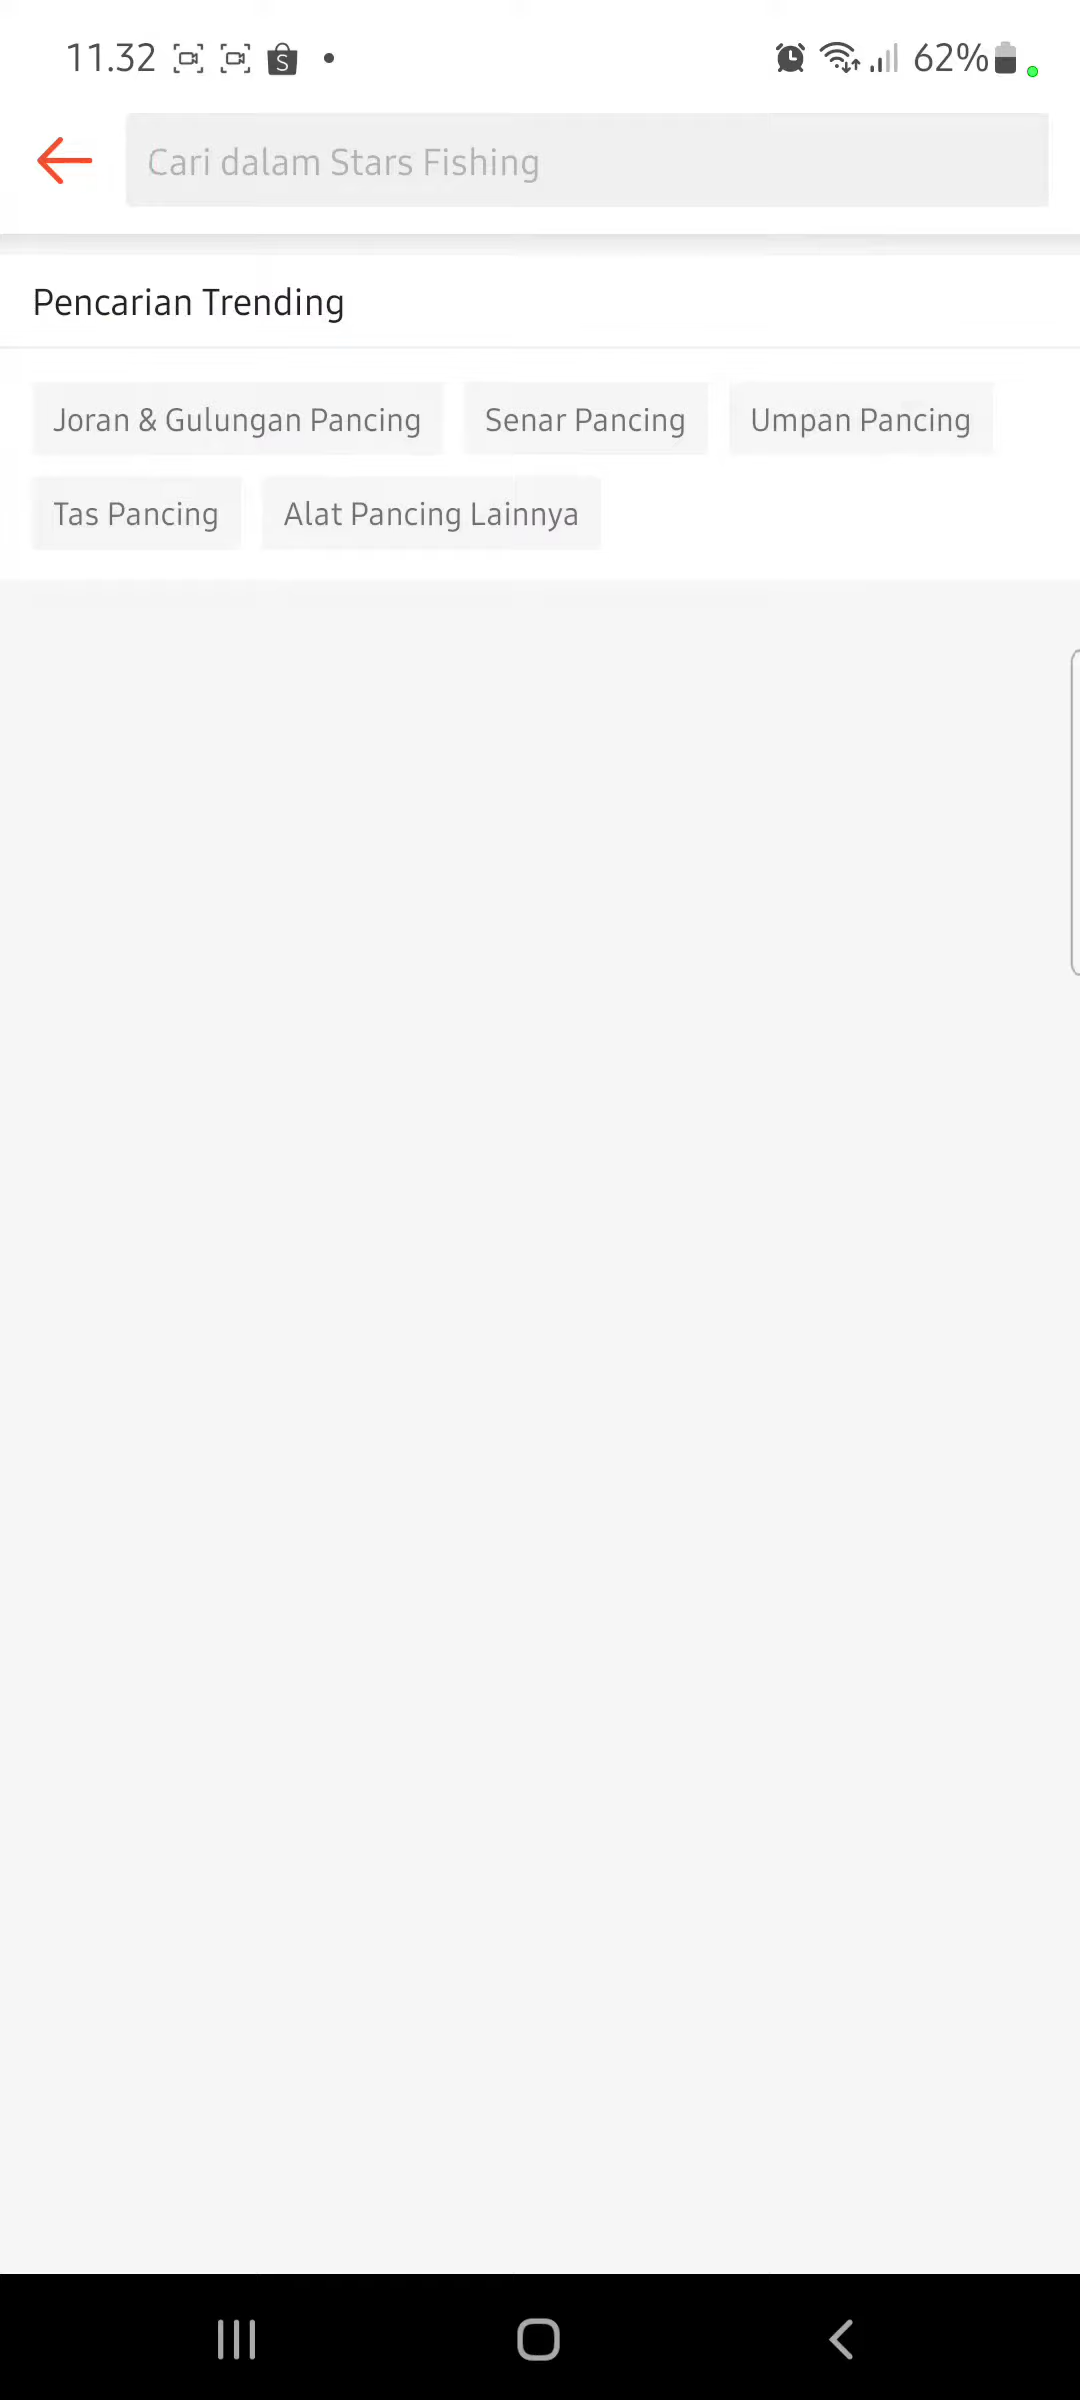 11.32 S 62%
Cari dalam Stars Fishing
Pencarian Trending
Joran & Gulungan Pancing Senar Pancing Umpan Pancing
Tas Pancing Alat Pancing Lainnya